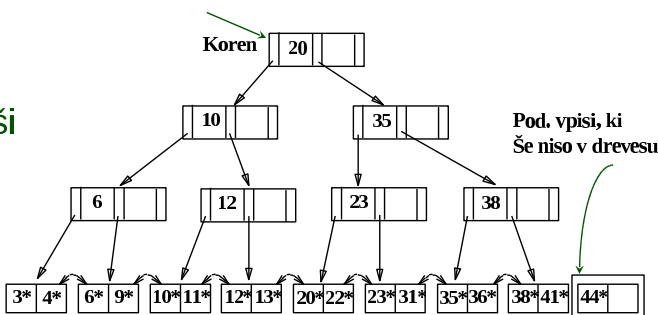 Koren
20
ši
10
35
Pod. vpisi, ki
Še niso v drevesu
6
12
23
38
3* 4* 6* 9* 10* 11* 12* 13* 20* 22* 23* 31* 35* 36* 38* 41* 44*